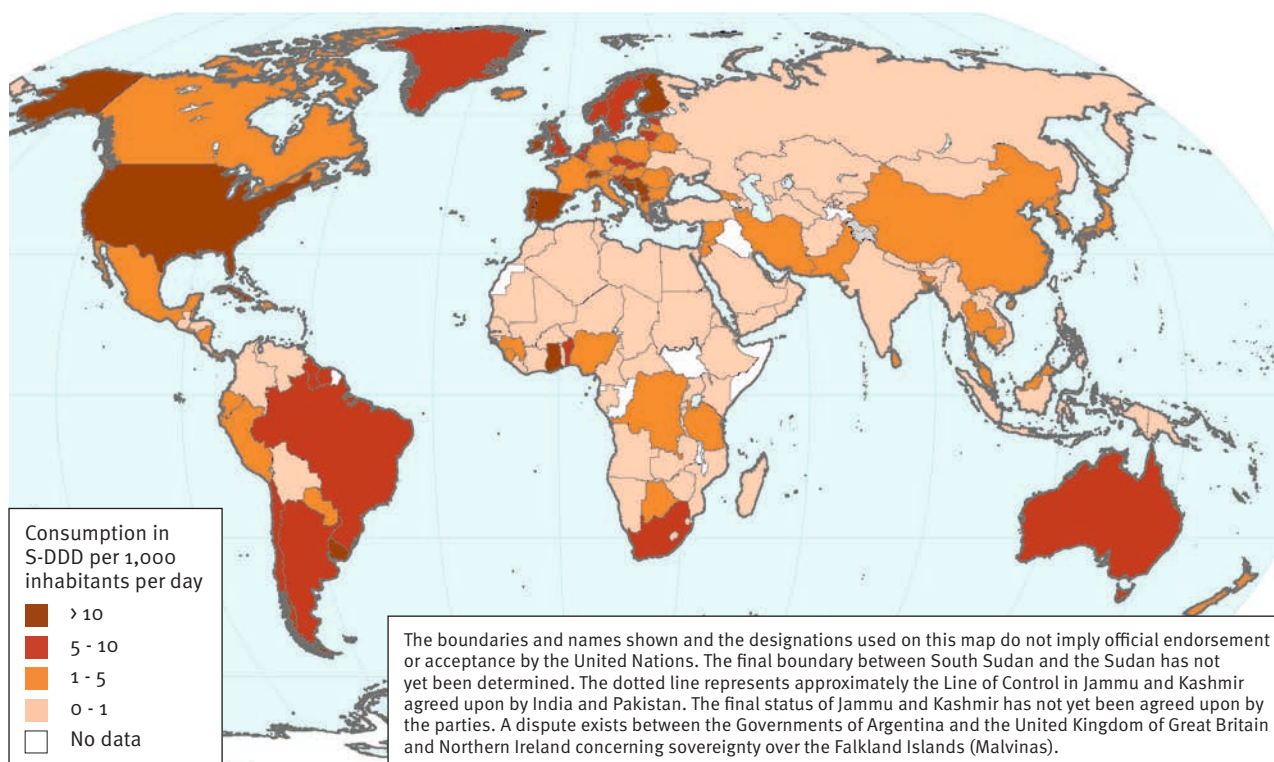 Consumption in
S-DDD per 1,000
inhabitants per day
> 10
5 - 10
1 - 5
0 - 1
No data
The boundaries and names shown and the designations used on this map do not imply official endorsement
or acceptance by the United Nations. The final boundary between South Sudan and the Sudan has not
yet been determined. The dotted line represents approximately the Line of Control in Jammu and Kashmir
agreed upon by India and Pakistan. The final status of Jammu and Kashmir has not yet been agreed upon by
the parties. A dispute exists between the Governments of Argentina and the United Kingdom of Great Britain
and Northern Ireland concerning sovereignty over the Falkland Islands (Malvinas).